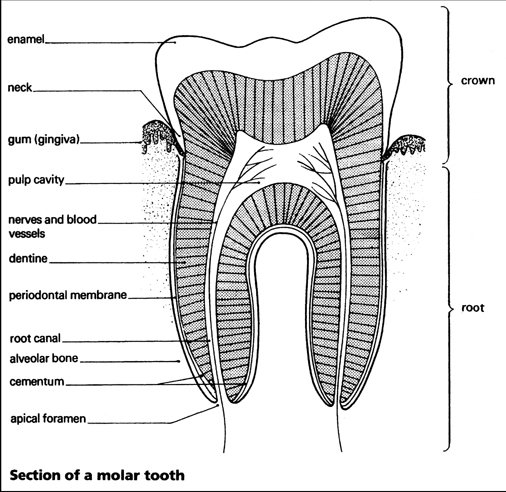 enamel
neck
crown
gum (gingiva)
pulp cavity
nerves and blood
vessels
dentine
periodontal membrane
root
root canal
alveolar bone
cementum
apical foramen
Section of a molar tooth